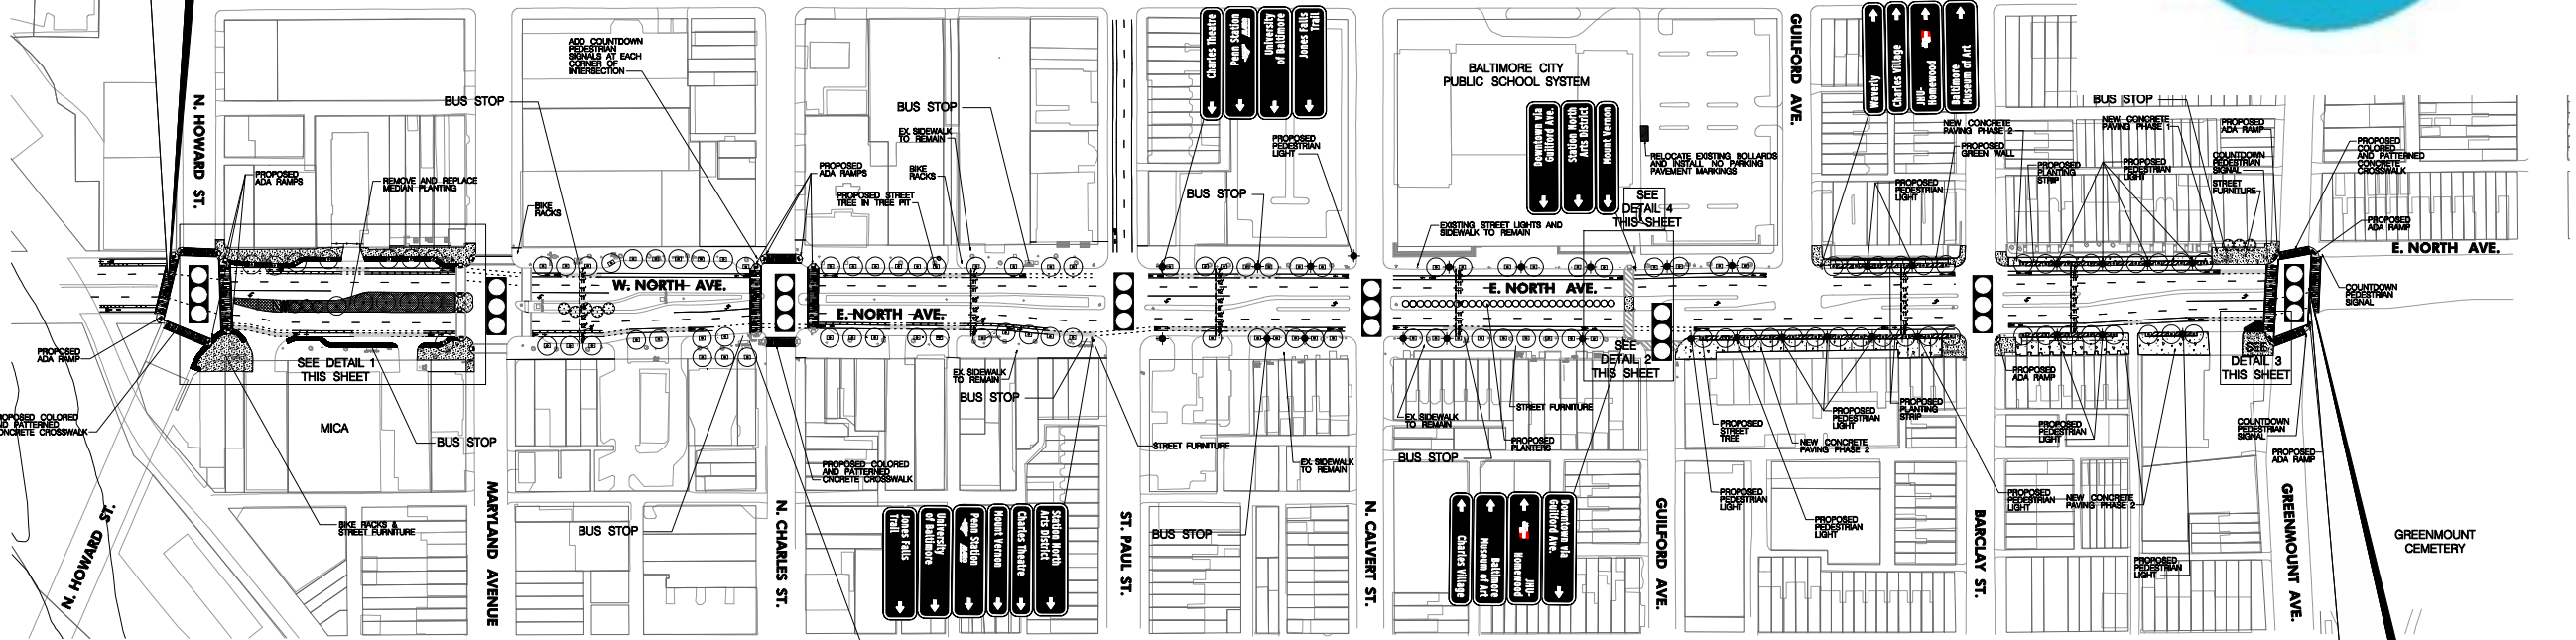 N. HOWARD ST.
PROPOSED
ADA RAMPS
REMOVE AND REPLACE
MEDIAN PLANTING
BUS STOP
BIKE
RACKS
ADD COUNTDOWN
PEDESTRIAN
SIGNALS AT EACH
CORNER OF
INTERSECTION
PROPOSED
ADA RAMPS
BUS STOP
EX. SIDEWALK
TO REMAIN
BIKE
RACKS
PROPOSED STREET
TREE IN TREE PIT
Charles Theatre
Penn Station
University
of Baltimore
Jones Falls
Trail
BUS STOP
PROPOSED
PEDESTRIAN
LIGHT
BALTIMORE CITY
PUBLIC SCHOOL SYSTEM
Downtown via
Guilford Ave.
Station North
Arts District
Mount Vernon
RELOCATE EXISTING BOLLARDS
AND INSTALL NO PARKING
PAVEMENT MARKINGS
SEE
DETAIL 4
THIS SHEET
EXISTING STREET LIGHTS AND
SIDEWALK TO REMAIN
GUILFORD AVE.
Waverly
Charles Village
JHU-
Homewood
Baltimore
Museum of Art
PROPOSED
PEDESTRIAN
LIGHT
NEW CONCRETE
PAVING PHASE 2
PROPOSED
GREEN WALL
PROPOSED
PLANTING
STRIP
BUS STOP
NEW CONCRETE
PAVING PHASE 1
PROPOSED
PEDESTRIAN
LIGHT
PROPOSED
ADA RAMP
COUNTDOWN
PEDESTRIAN
SIGNAL
STREET
FURNITURE
PROPOSED
COLORED
AND PATTERNED
CONCRETE
CROSSWALK
PROPOSED
ADA RAMP
E. NORTH AVE.
COUNTDOWN
PEDESTRIAN
SIGNAL
W. NORTH AVE.
E. NORTH AVE.
E. NORTH AVE.
PROPOSED
ADA RAMP
SEE DETAIL 1
THIS SHEET
MICA
BUS STOP
OPOSED COLORED
ND PATTERNED
ONCRETE CROSSWALK
BIKE RACKS &
STREET FURNITURE
N. HOWARD ST.
MARYLAND AVENUE
BUS STOP
N. CHARLES ST.
PROPOSED COLORED
AND PATTERNED
CNCRETE CROSSWALK
EX. SIDEWALK
TO REMAIN
BUS STOP
Jones Falls
Trail
University
of Baltimore
Penn Station
Mount Vernon
Charles Theatre
Station North
Arts District
STREET FURNITURE
ST. PAUL ST.
BUS STOP
EX. SIDEWALK
TO REMAIN
N. CALVERT ST.
EX. SIDEWALK
TO REMAIN
BUS STOP
STREET FURNITURE
PROPOSED
PLANTERS
SEE
DETAIL 2
THIS SHEET
Charles Village
Baltimore
Museum of Art
JHU-
Homewood
Downtown via
Guilford Ave.
GUILFORD AVE.
PROPOSED
STREET
TREE
NEW CONCRETE
PAVING PHASE 2
PROPOSED
PEDESTRIAN
LIGHT
PROPOSED
PLANTING
STRIP
PROPOSED
PEDESTRIAN
LIGHT
PROPOSED
PEDESTRIAN
LIGHT
BARCLAY ST.
PROPOSED
ADA RAMP
PROPOSED
PEDESTRIAN
LIGHT
PROPOSED
PEDESTRIAN
LIGHT
NEW CONCRETE
PAVING PHASE 2
PROPOSED
PEDESTRIAN
LIGHT
SEE
DETAIL 3
THIS SHEET
COUNTDOWN
PEDESTRIAN
SIGNAL
PROPOSED
ADA RAMP
GREENMOUNT AVE.
GREENMOUNT
CEMETERY